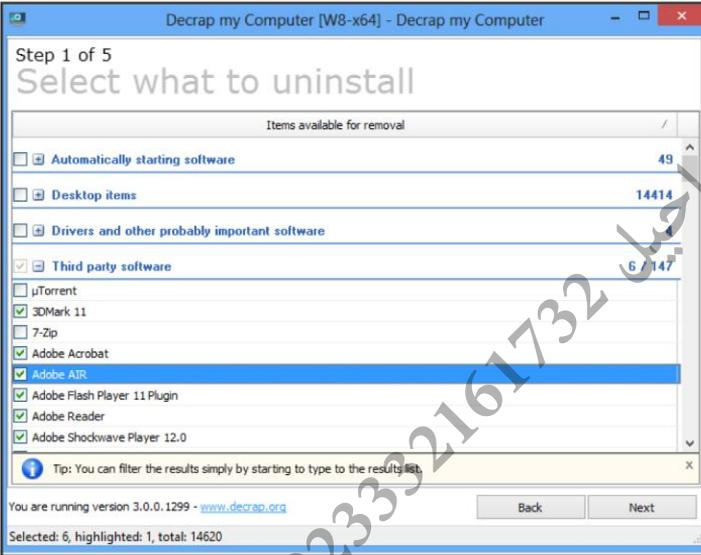 Decrap my Computer [W8-x64] - Decrap my Computer
Step 1 of 5
Select what to uninstall
Items available for removal
Automatically starting software 49
Desktop items 14414
Drivers and other probably important software 4
Third party software 6 / 147
µTorrent
3DMark 11
7-Zip
Adobe Acrobat
Adobe AIR
Adobe Flash Player 11 Plugin
Adobe Reader
Adobe Shockwave Player 12.0
Tip: You can filter the results simply by starting to type to the results list.
You are running version 3.0.0.1299 - www.decrap.org
Back
Next
Selected: 6, highlighted: 1, total: 14620